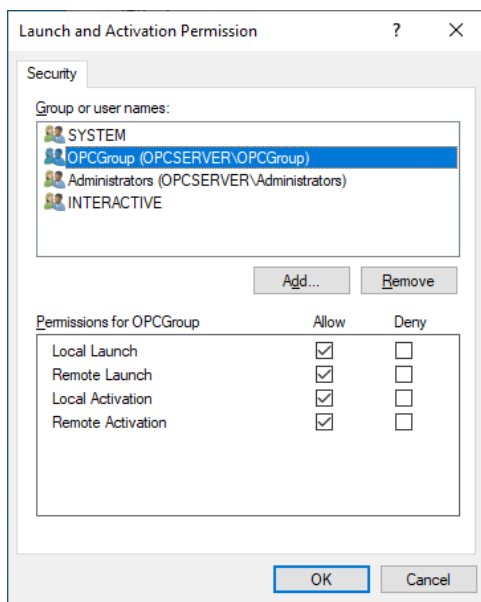 Launch and Activation Permission ? X
Security
Group or user names:
SYSTEM
OPCGroup (OPCSERVER\OPCGroup)
Administrators (OPCSERVER\Administrators)
INTERACTIVE
Add... Remove
Permissions for OPCGroup Allow Deny
Local Launch
Remote Launch
Local Activation
Remote Activation
OK Cancel